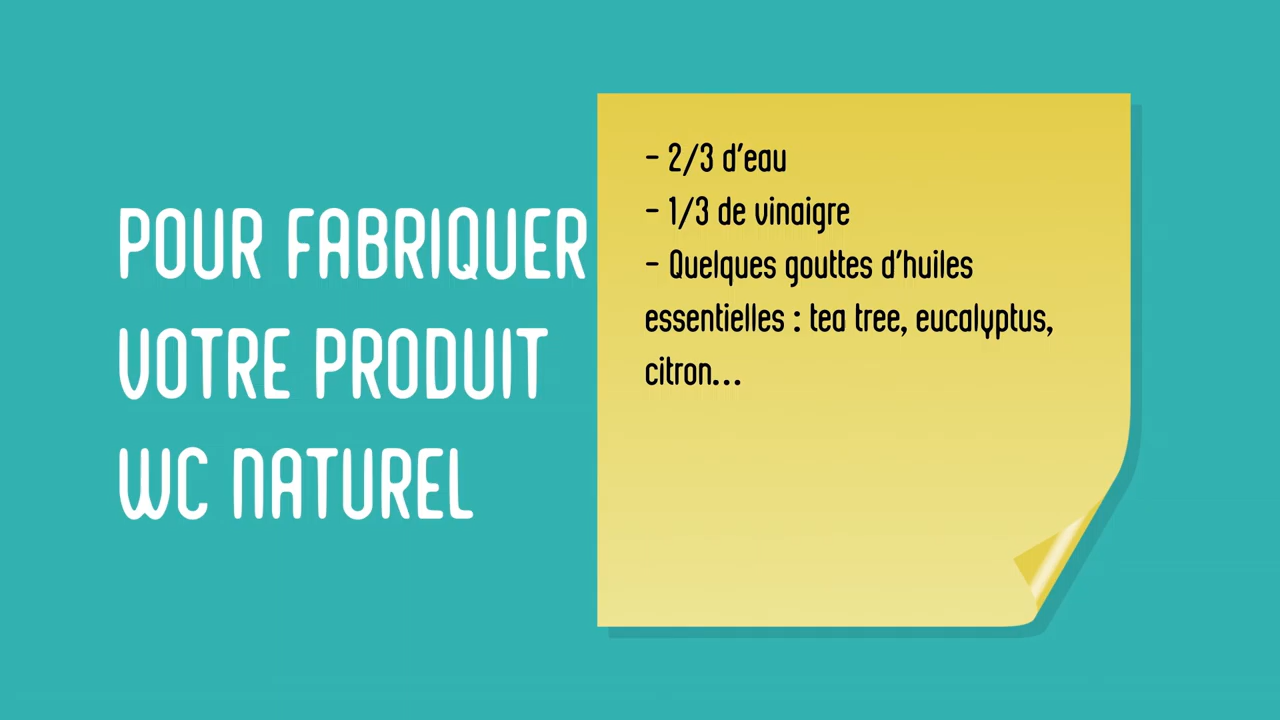 POUR FABRIQUER
VOTRE PRODUIT
WC NATUREL
- 2/3 d'eau
- 1/3 de vinaigre
- Quelques gouttes d'huiles
essentielles : tea tree, eucalyptus,
citron...